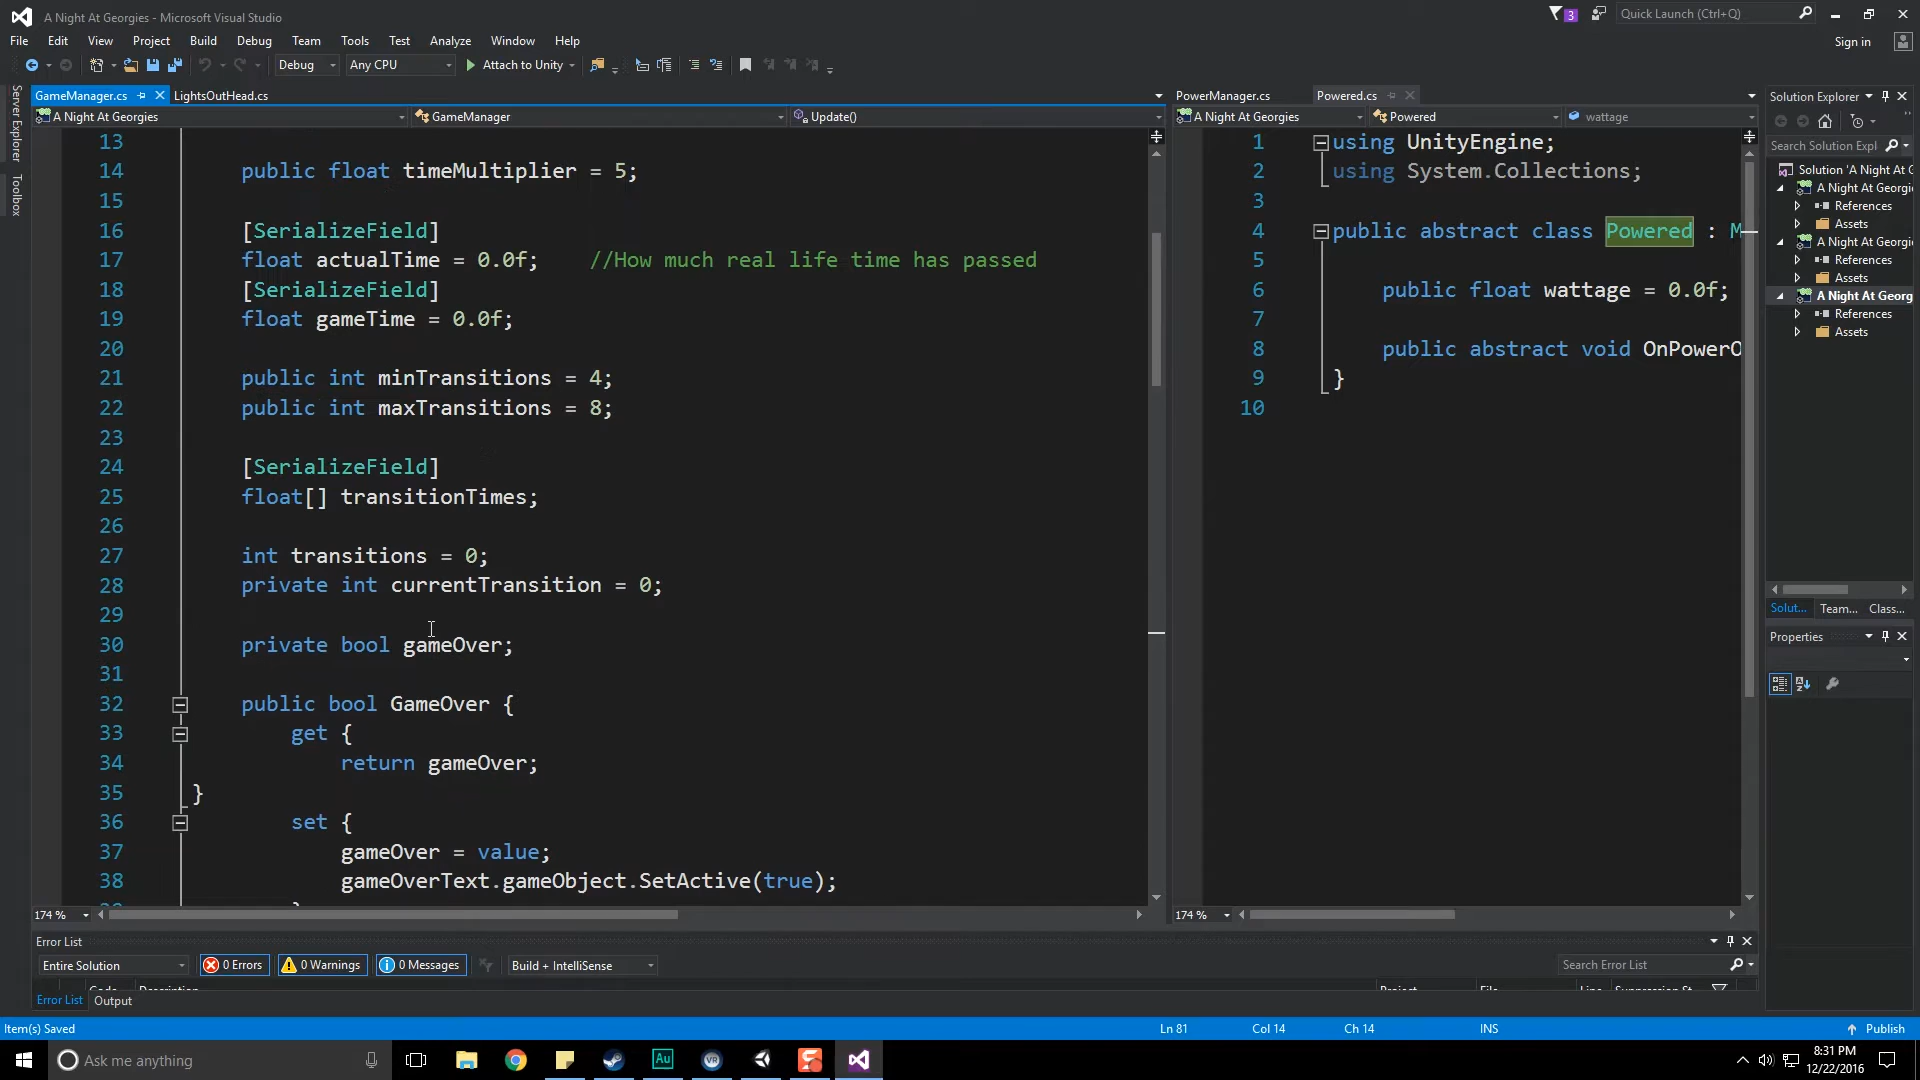 A Night At Georgies - Microsoft Visual Studio
3
Quick Launch (Ctrl+Q)
File Edit View Project Build Debug Team Tools Test Analyze Window Help
Sign in
Debug Any CPU Attach to Unity
Server Explorer
Toolbox
GameManager.cs LightsOutHead.cs
A Night At Georgies GameManager Update()
13
14 public float timeMultiplier = 5;
15
16 [SerializeField]
17 float actualTime = 0.0f; //How much real life time has passed
18 [SerializeField]
19 float gameTime = 0.0f;
20
21 public int minTransitions = 4;
22 public int maxTransitions = 8;
23
24 [SerializeField]
25 float[] transitionTimes;
26
27 int transitions = 0;
28 private int currentTransition = 0;
29
30 private bool gameOver;
31
32 public bool GameOver {
33 get {
34 return gameOver;
35 }
36 set {
37 gameOver = value;
38 gameOverText.gameObject.SetActive(true);
174 %
PowerManager.cs Powered.cs
A Night At Georgies Powered wattage
1 using UnityEngine;
2 using System.Collections;
3
4 public abstract class Powered : M
5
6 public float wattage = 0.0f;
7
8 public abstract void OnPowerO
9 }
10
174 %
Solution Explorer
Search Solution Expl
Solution 'A Night At G
A Night At Georgi
References
Assets
A Night At Georgi
References
Assets
A Night At Georg
References
Assets
Solut... Team... Class...
Properties
Error List
Entire Solution 0 Errors 0 Warnings 0 Messages Build + IntelliSense Search Error List
Code Description Project File Line Suppression St
Error List Output
Item(s) Saved Ln 81 Col 14 Ch 14 INS Publish
Ask me anything
Au
VR
8:31 PM
12/22/2016